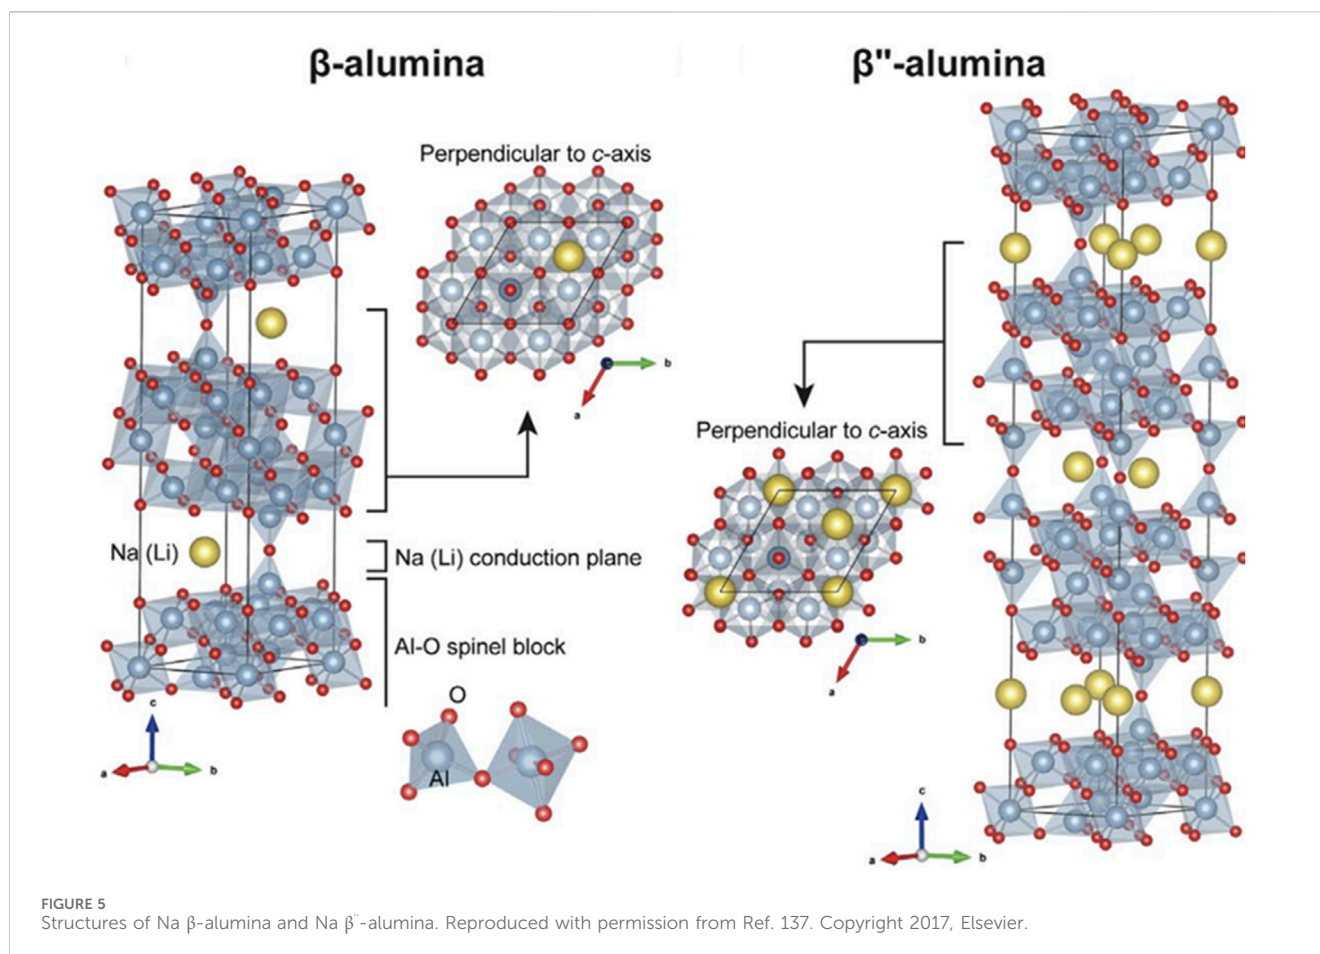 β-alumina
β"-alumina
Perpendicular to c-axis
b
a
Na (Li)
Na (Li) conduction plane
Al-O spinel block
O
Al
c
a
b
Perpendicular to c-axis
b
a
c
a
b
FIGURE 5
Structures of Na β-alumina and Na β¨-alumina. Reproduced with permission from Ref. 137. Copyright 2017, Elsevier.